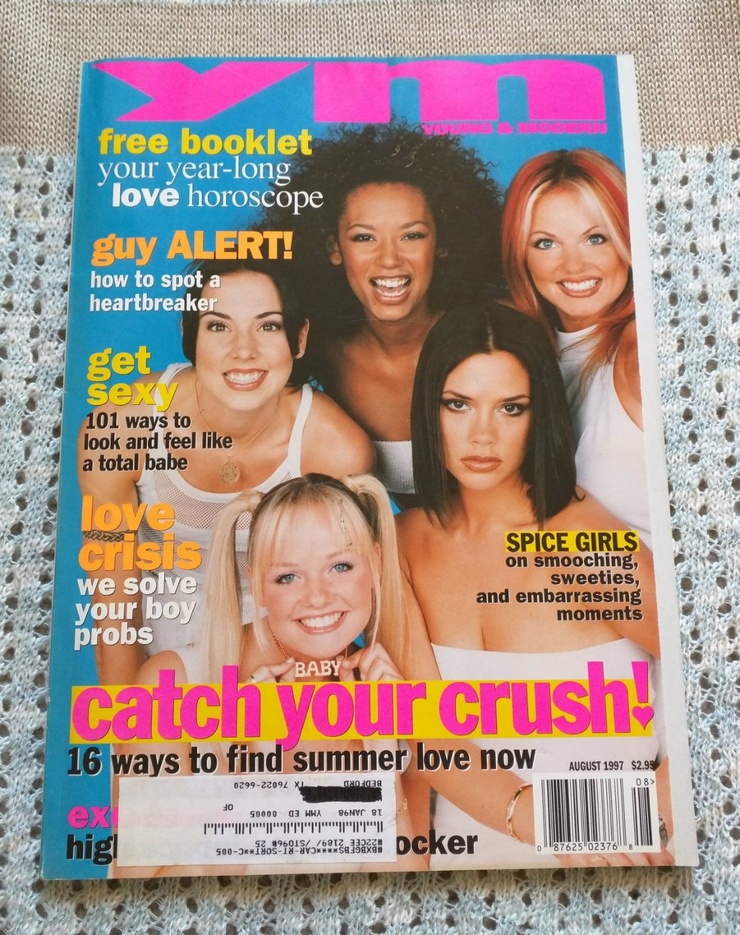 ym
YOUNG & MODERN
free booklet
your year-long
love horoscope
guy ALERT!
how to spot a
heartbreaker
get
sexy
101 ways to
look and feel like
a total babe
love
crisis
we solve
your boy
probs
SPICE GIRLS
on smooching,
sweeties,
and embarrassing
moments
BABY
catch your crush!
16 ways to find summer love now
AUGUST 1997 $2.95
08>
0 87625 02376 8
ex
hig
ocker
18 JAN98 YMM ED 00005 OF
BEDFORD TX 76022-6620